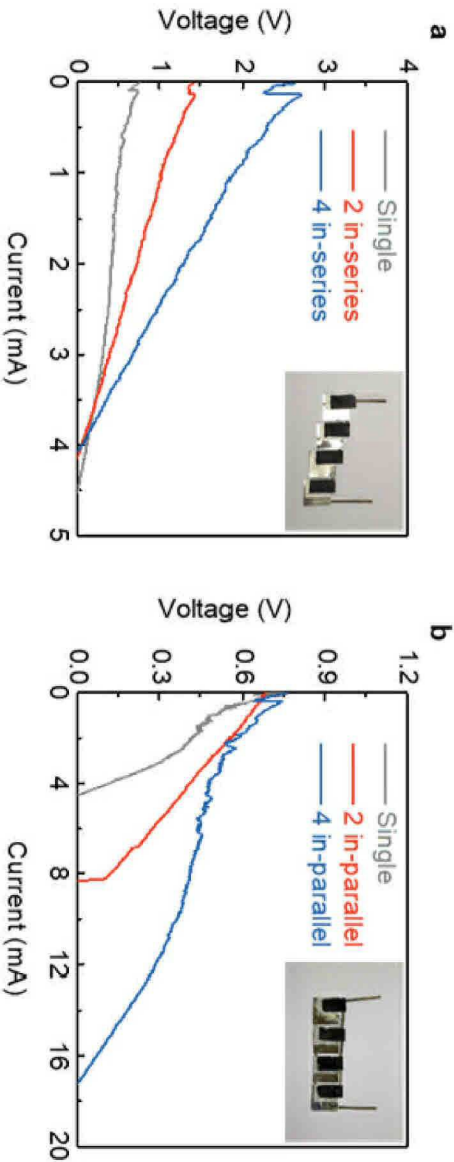 a
Voltage (V)
4
3
2
1
0
Single
2 in-series
4 in-series
0 1 2 3 4 5
Current (mA)
b
Voltage (V)
1.2
0.9
0.6
0.3
0.0
Single
2 in-parallel
4 in-parallel
0 4 8 12 16 20
Current (mA)